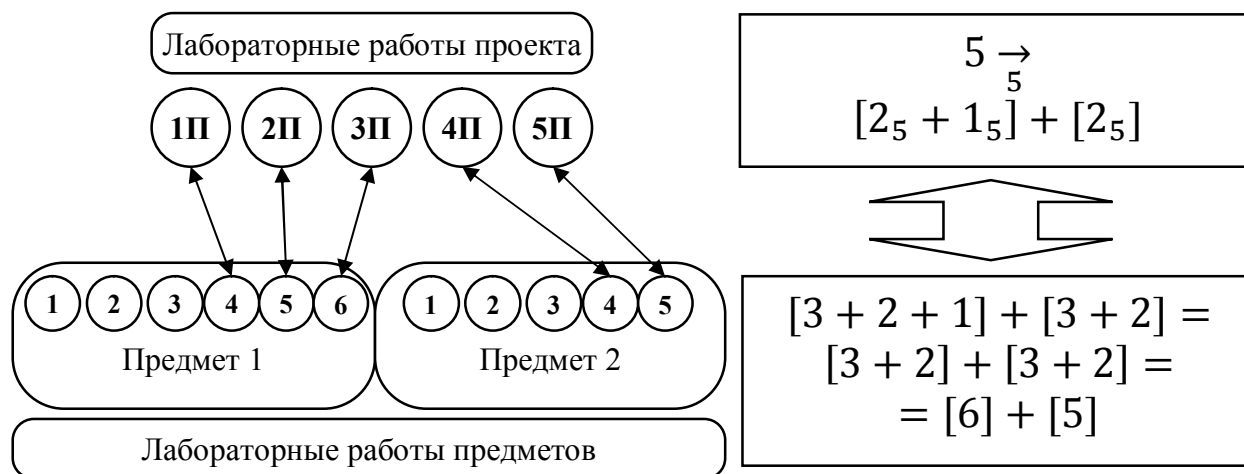 Лабораторные работы проекта
1П 2П 3П 4П 5П
1 2 3 4 5 6
Предмет 1
1 2 3 4 5
Предмет 2
Лабораторные работы предметов
5 →
5
[2₅ + 1₅] + [2₅]
[3 + 2 + 1] + [3 + 2] =
[3 + 2] + [3 + 2] =
= [6] + [5]